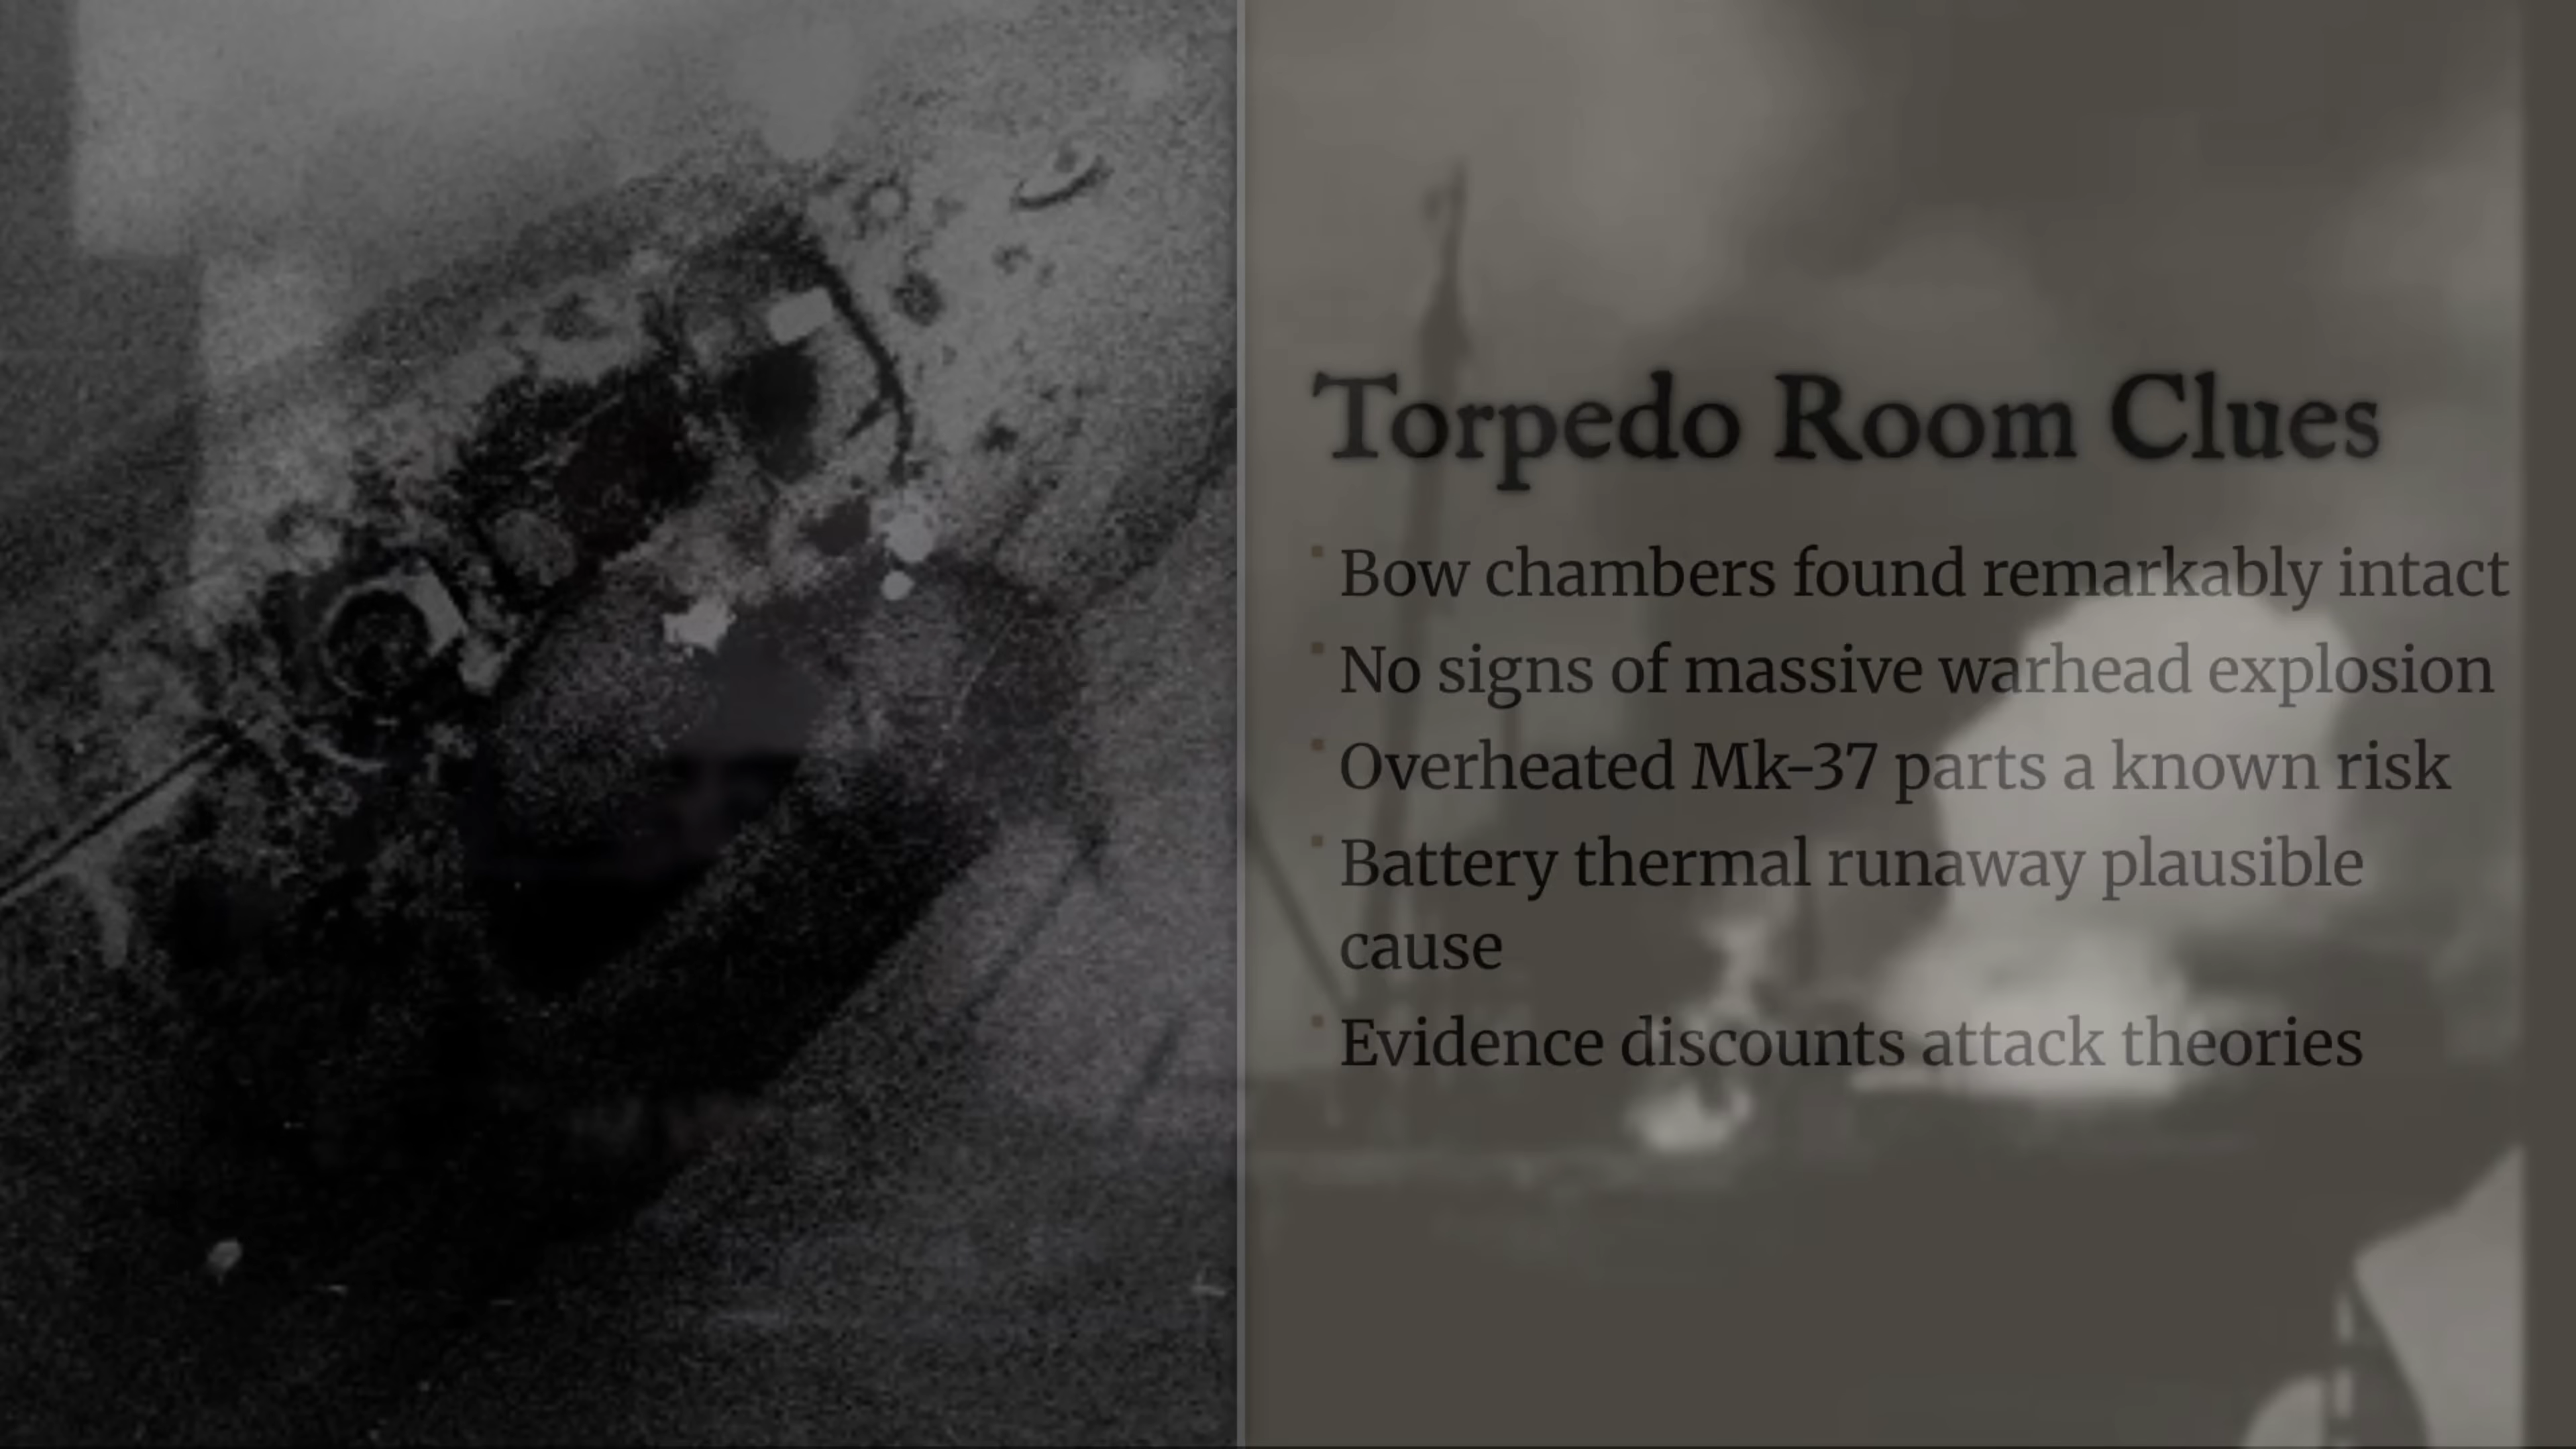 Torpedo Room Clues
Bow chambers found remarkably intact
No signs of massive warhead explosion
Overheated Mk-37 parts a known risk
Battery thermal runaway plausible
cause
Evidence discounts attack theories